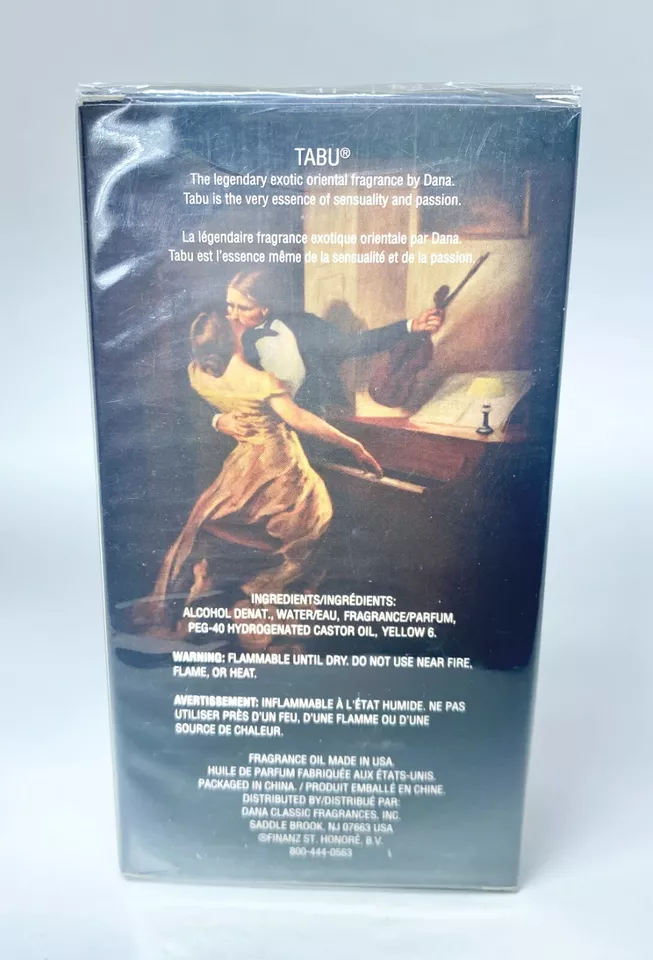 TABU®
The legendary exotic oriental fragrance by Dana.
Tabu is the very essence of sensuality and passion.
La légendaire fragrance exotique orientale par Dana.
Tabu est l'essence même de la sensualité et de la passion.
INGREDIENTS/INGRÉDIENTS:
ALCOHOL DENAT., WATER/EAU, FRAGRANCE/PARFUM,
PEG-40 HYDROGENATED CASTOR OIL, YELLOW 6.
WARNING: FLAMMABLE UNTIL DRY. DO NOT USE NEAR FIRE,
FLAME, OR HEAT.
AVERTISSEMENT: INFLAMMABLE À L'ÉTAT HUMIDE. NE PAS
UTILISER PRÈS D'UN FEU, D'UNE FLAMME OU D'UNE
SOURCE DE CHALEUR.
FRAGRANCE OIL MADE IN USA.
HUILE DE PARFUM FABRIQUÉE AUX ÉTATS-UNIS.
PACKAGED IN CHINA. / PRODUIT EMBALLÉ EN CHINE.
DISTRIBUTED BY/DISTRIBUÉ PAR:
DANA CLASSIC FRAGRANCES, INC.
SADDLE BROOK, NJ 07663 USA
®FINANZ ST. HONORÉ, B.V.
800-444-0563